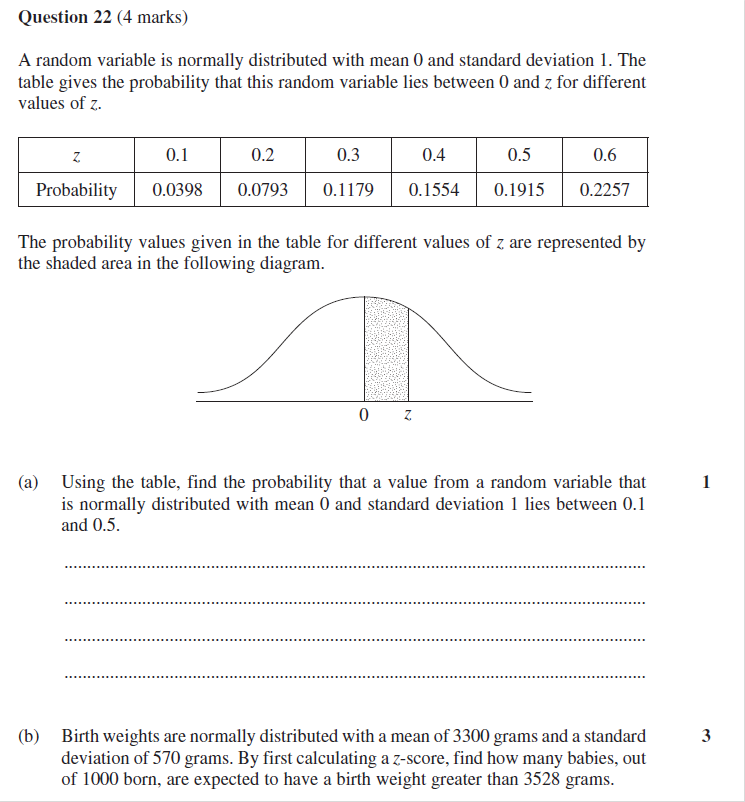 Question 22 (4 marks)
A random variable is normally distributed with mean 0 and standard deviation 1. The
table gives the probability that this random variable lies between 0 and z for different
values of z.
z 0.1 0.2 0.3 0.4 0.5 0.6
Probability 0.0398 0.0793 0.1179 0.1554 0.1915 0.2257
The probability values given in the table for different values of z are represented by
the shaded area in the following diagram.
0 z
(a) Using the table, find the probability that a value from a random variable that 1
is normally distributed with mean 0 and standard deviation 1 lies between 0.1
and 0.5.
(b) Birth weights are normally distributed with a mean of 3300 grams and a standard 3
deviation of 570 grams. By first calculating a z-score, find how many babies, out
of 1000 born, are expected to have a birth weight greater than 3528 grams.